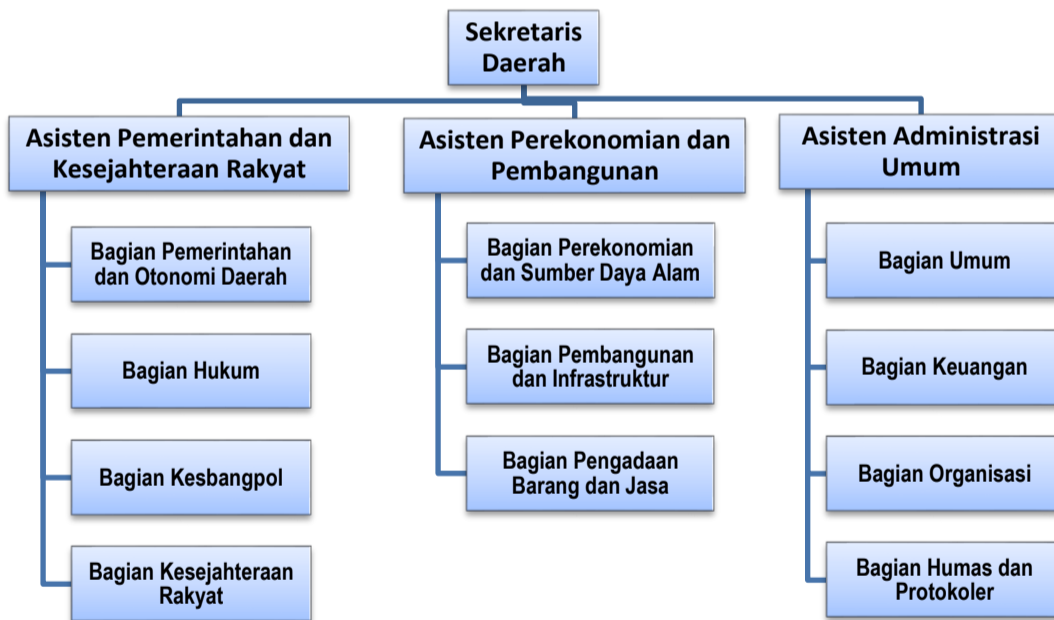 Sekretaris
Daerah
Asisten Pemerintahan dan
Kesejahteraan Rakyat
Bagian Pemerintahan
dan Otonomi Daerah
Bagian Hukum
Bagian Kesbangpol
Bagian Kesejahteraan
Rakyat
Asisten Perekonomian dan
Pembangunan
Bagian Perekonomian
dan Sumber Daya Alam
Bagian Pembangunan
dan Infrastruktur
Bagian Pengadaan
Barang dan Jasa
Asisten Administrasi
Umum
Bagian Umum
Bagian Keuangan
Bagian Organisasi
Bagian Humas dan
Protokoler